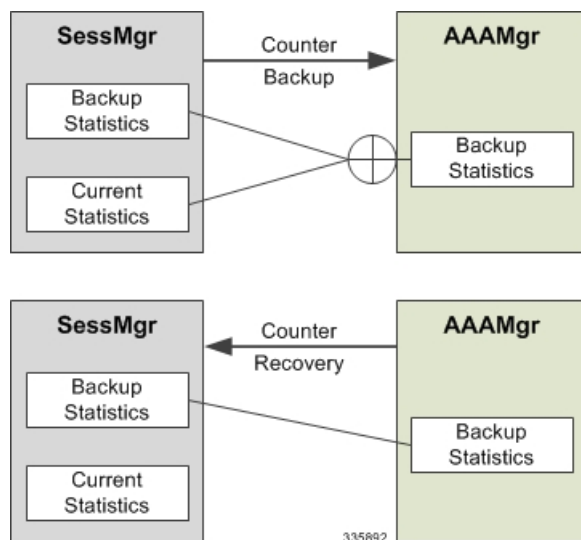 SessMgr
Counter
Backup
AAAMgr
Backup
Statistics
Current
Statistics
Backup
Statistics
SessMgr
Counter
Recovery
AAAMgr
Backup
Statistics
Current
Statistics
Backup
Statistics
335892